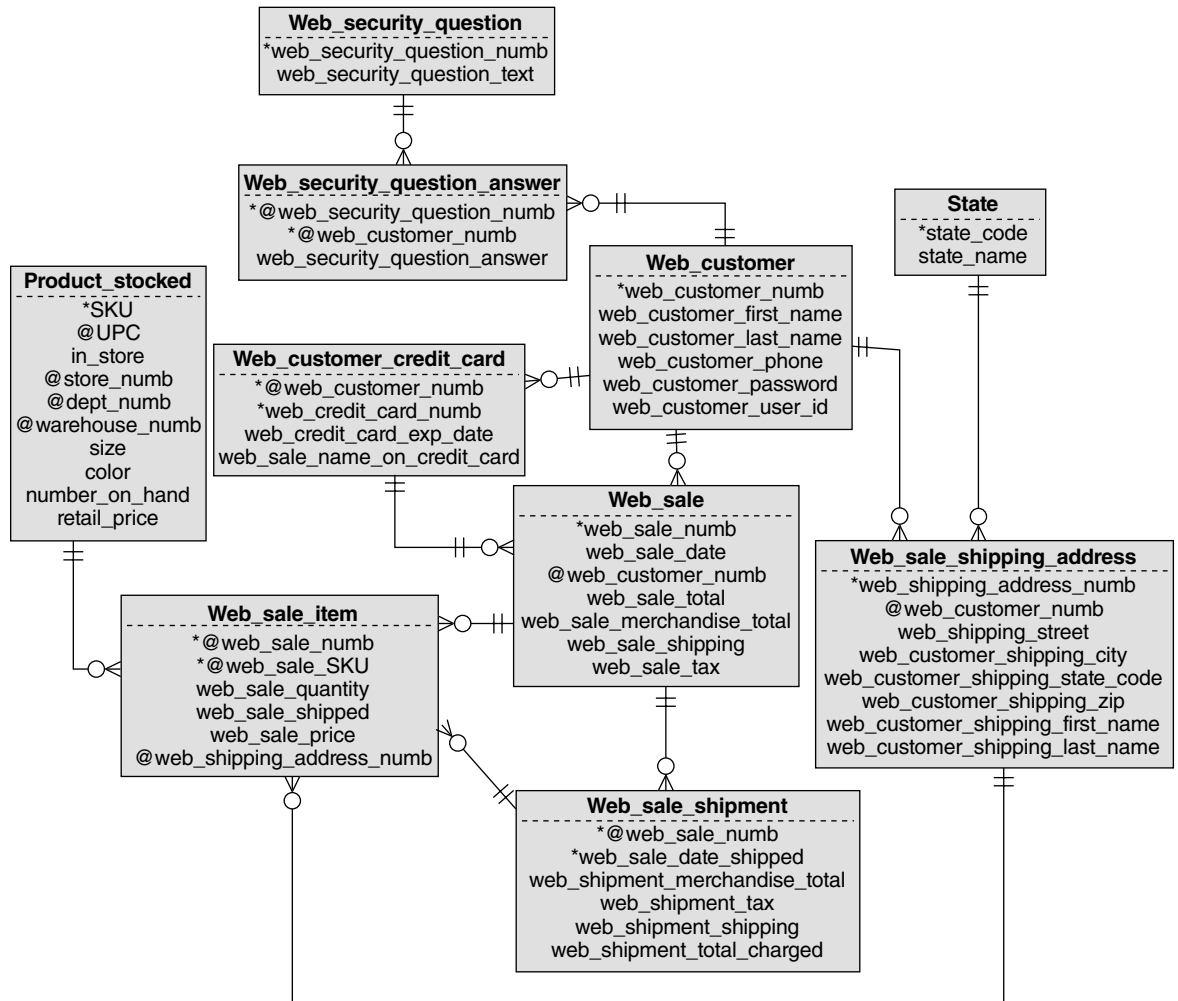 Web_security_question
*web_security_question_numb
web_security_question_text
Web_security_question_answer
*@web_security_question_numb
*@web_customer_numb
web_security_question_answer
State
*state_code
state_name
Web_customer
*web_customer_numb
web_customer_first_name
web_customer_last_name
web_customer_phone
web_customer_password
web_customer_user_id
Product_stocked
*SKU
@UPC
in_store
@store_numb
@dept_numb
@warehouse_numb
size
color
number_on_hand
retail_price
Web_customer_credit_card
*@web_customer_numb
*web_credit_card_numb
web_credit_card_exp_date
web_sale_name_on_credit_card
Web_sale
*web_sale_numb
web_sale_date
@web_customer_numb
web_sale_total
web_sale_merchandise_total
web_sale_shipping
web_sale_tax
Web_sale_shipping_address
*web_shipping_address_numb
@web_customer_numb
web_shipping_street
web_customer_shipping_city
web_customer_shipping_state_code
web_customer_shipping_zip
web_customer_shipping_first_name
web_customer_shipping_last_name
Web_sale_item
*@web_sale_numb
*@web_sale_SKU
web_sale_quantity
web_sale_shipped
web_sale_price
@web_shipping_address_numb
Web_sale_shipment
*@web_sale_numb
*web_sale_date_shipped
web_shipment_merchandise_total
web_shipment_tax
web_shipment_shipping
web_shipment_total_charged